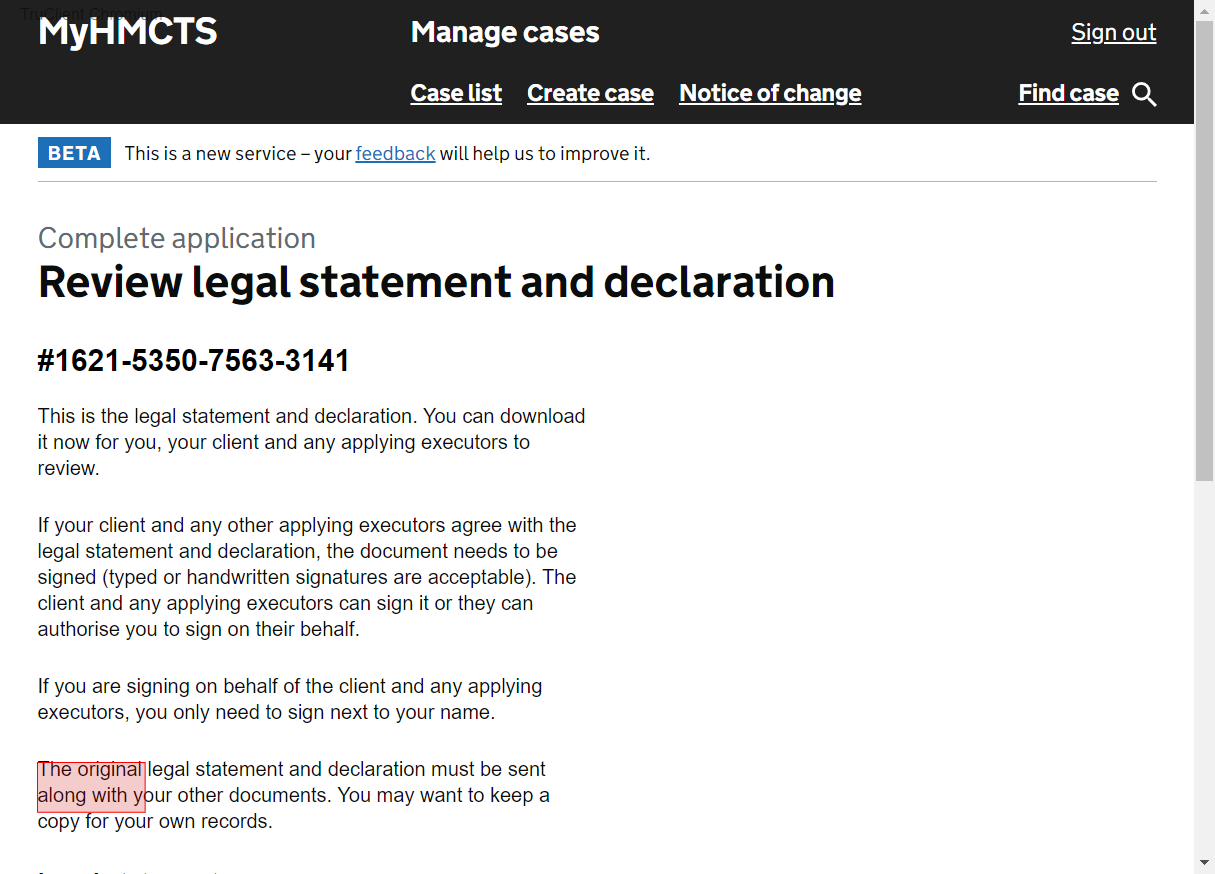 TruClient Chromium
MyHMCTS
Manage cases
Sign out
Case list
Create case
Notice of change
Find case
BETA
This is a new service – your feedback will help us to improve it.
Complete application
Review legal statement and declaration
#1621-5350-7563-3141
This is the legal statement and declaration. You can download
it now for you, your client and any applying executors to
review.
If your client and any other applying executors agree with the
legal statement and declaration, the document needs to be
signed (typed or handwritten signatures are acceptable). The
client and any applying executors can sign it or they can
authorise you to sign on their behalf.
If you are signing on behalf of the client and any applying
executors, you only need to sign next to your name.
The original legal statement and declaration must be sent
along with your other documents. You may want to keep a
copy for your own records.